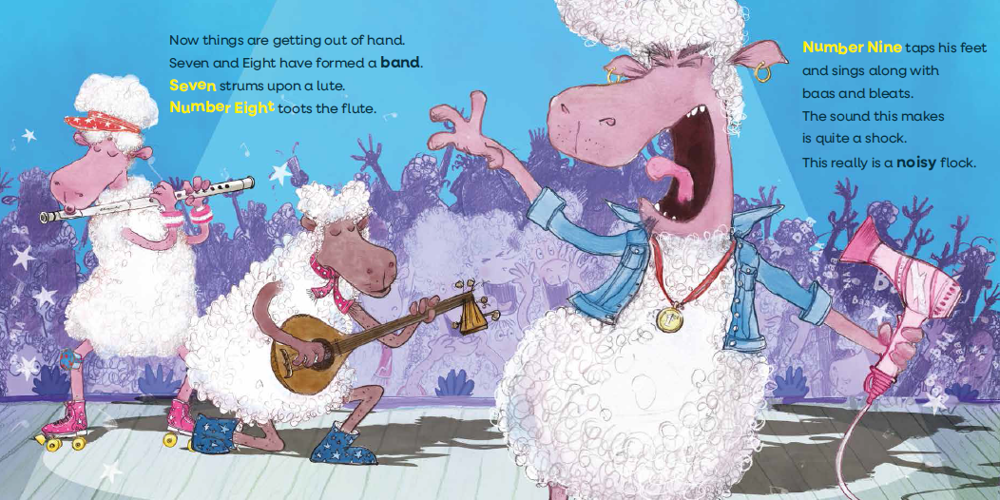 Now things are getting out of hand.
Seven and Eight have formed a band.
Seven strums upon a lute.
Number Eight toots the flute.
Number Nine taps his feet
and sings along with
baas and bleats.
The sound this makes
is quite a shock.
This really is a noisy flock.